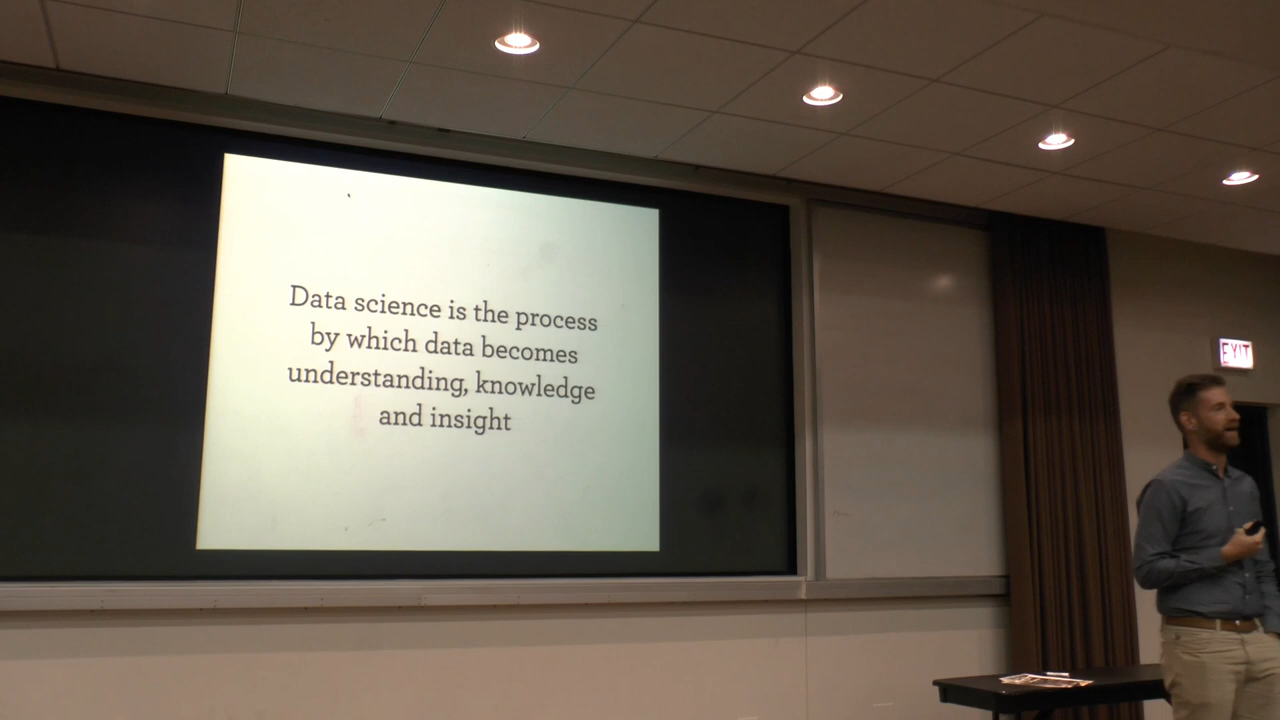 Data science is the process
by which data becomes
understanding, knowledge
and insight
EXIT